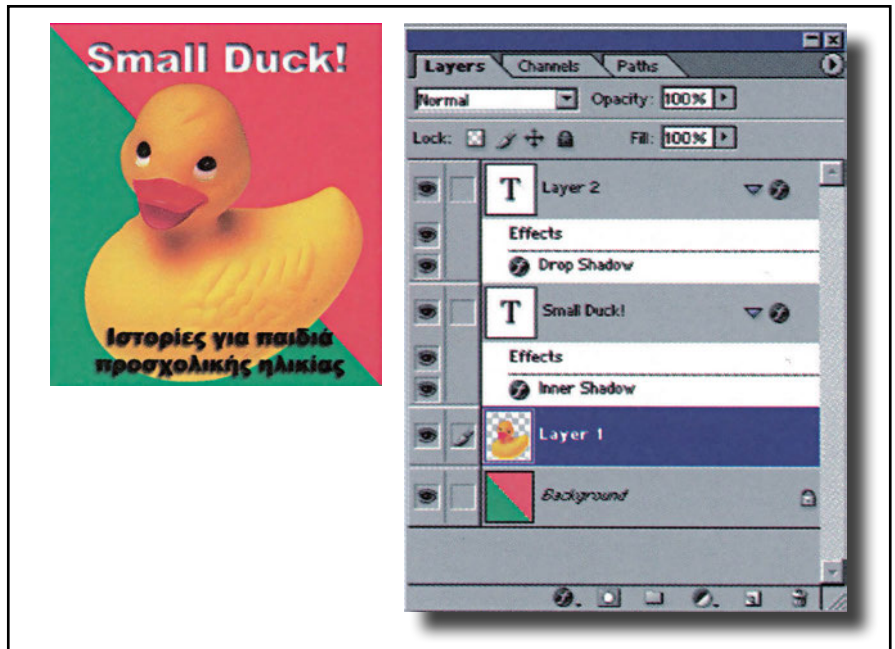 Small Duck!
Ιστορίες για παιδιά
προσχολικής ηλικίας
Layers Channels Paths
Normal Opacity: 100%
Lock: Fill: 100%
T Layer 2
Effects
Drop Shadow
T Small Duck!
Effects
Inner Shadow
Layer 1
Background